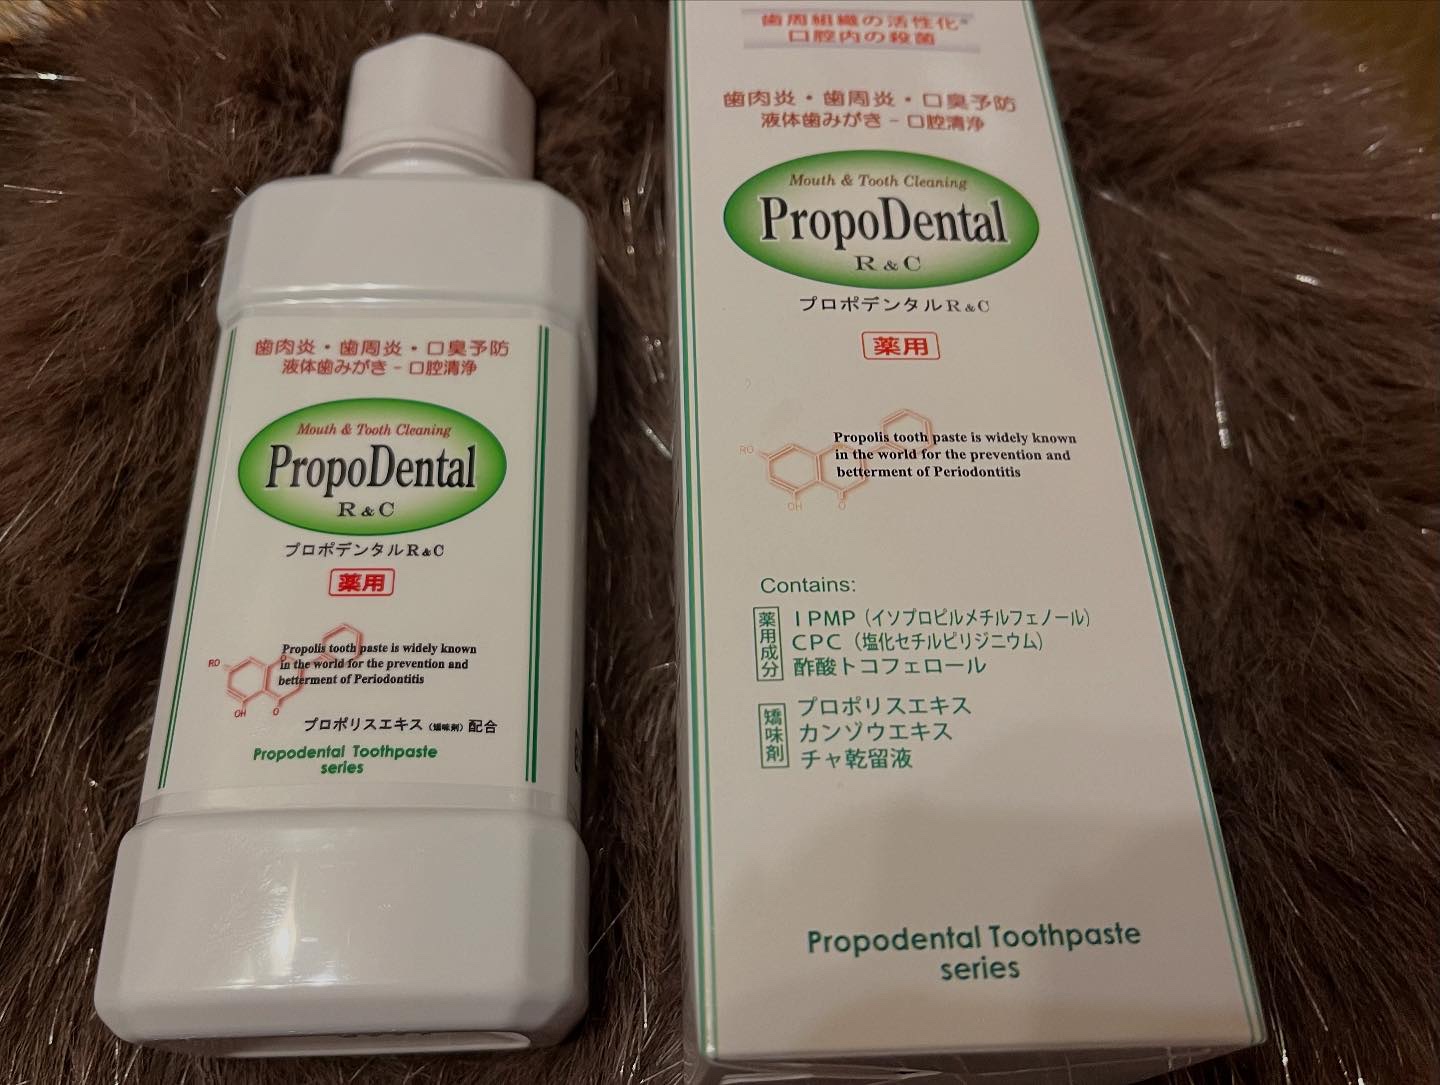 歯肉炎・歯周炎・口臭予防
液体歯みがき－口腔清浄
Mouth & Tooth Cleaning
PropoDental
R & C
プロポデンタルR&C
薬用
RO
OH
O
Propolis tooth paste is widely known
in the world for the prevention and
betterment of Periodontitis
プロポリスエキス（矯味剤）配合
Propodental Toothpaste
series
歯周組織の活性化*
口腔内の殺菌
歯肉炎・歯周炎・口臭予防
液体歯みがき－口腔清浄
Mouth & Tooth Cleaning
PropoDental
R & C
プロポデンタルR&C
薬用
RO
OH
O
Propolis tooth paste is widely known
in the world for the prevention and
betterment of Periodontitis
Contains:
薬用成分
IPMP（イソプロピルメチルフェノール）
CPC（塩化セチルピリジニウム）
酢酸トコフェロール
矯味剤
プロポリスエキス
カンゾウエキス
チャ乾留液
Propodental Toothpaste
series